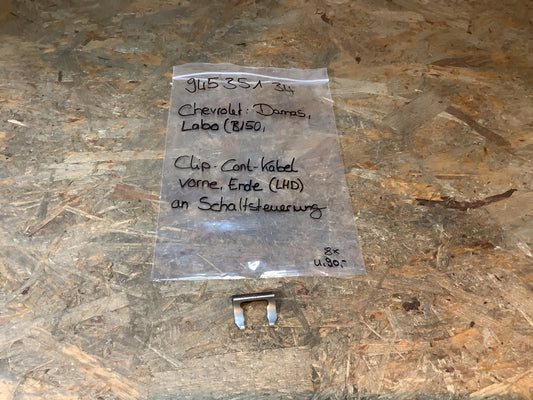 94535134
Chevrolet: Damas,
Labo (B150,
Clip-Cont-Kabel
vorne, Ende (LHD)
an Schaltsteuerung
8x